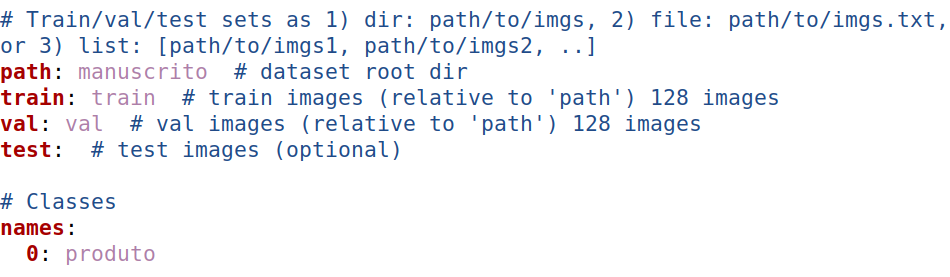 # Train/val/test sets as 1) dir: path/to/imgs, 2) file: path/to/imgs.txt,
or 3) list: [path/to/imgs1, path/to/imgs2, ..]
path: manuscrito  # dataset root dir
train: train  # train images (relative to 'path') 128 images
val: val  # val images (relative to 'path') 128 images
test:  # test images (optional)

# Classes
names:
  0: produto